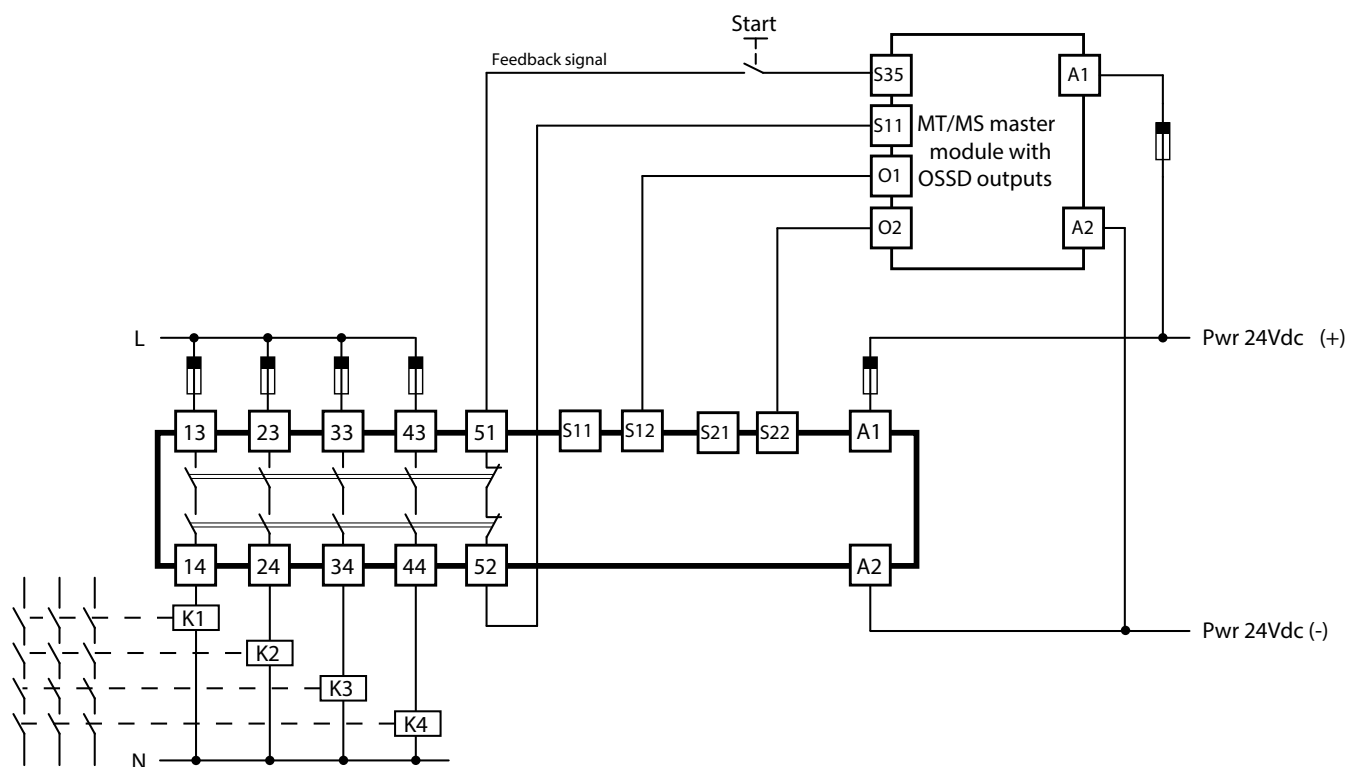 Start
Feedback signal
S35
A1
S11
MT/MS master
module with
O1
OSSD outputs
O2
A2
L
Pwr 24Vdc (+)
13
23
33
43
51
S11
S12
S21
S22
A1
14
24
34
44
52
A2
K1
K2
K3
K4
Pwr 24Vdc (-)
N